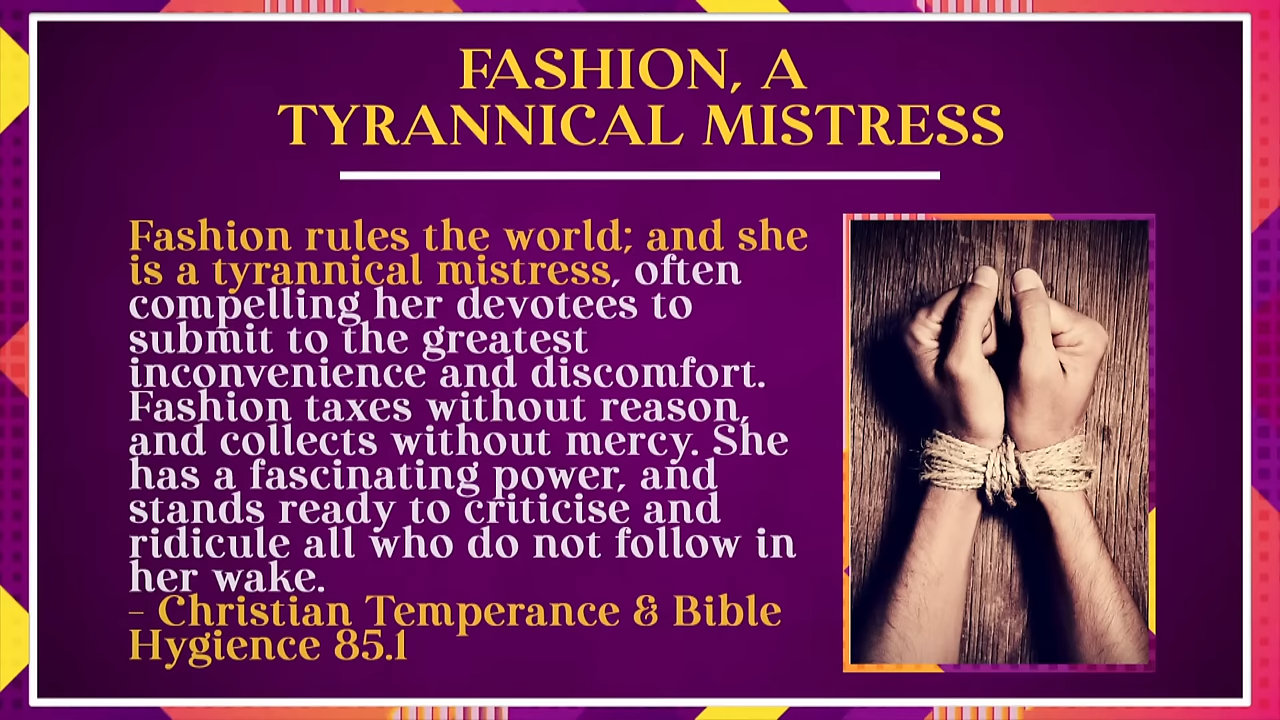 FASHION, A
TYRANNICAL MISTRESS
Fashion rules the world; and she
is a tyrannical mistress, often
compelling her devotees to
submit to the greatest
inconvenience and discomfort.
Fashion taxes without reason,
and collects without mercy. She
has a fascinating power, and
stands ready to criticise and
ridicule all who do not follow in
her wake.
- Christian Temperance & Bible
Hygience 85.1